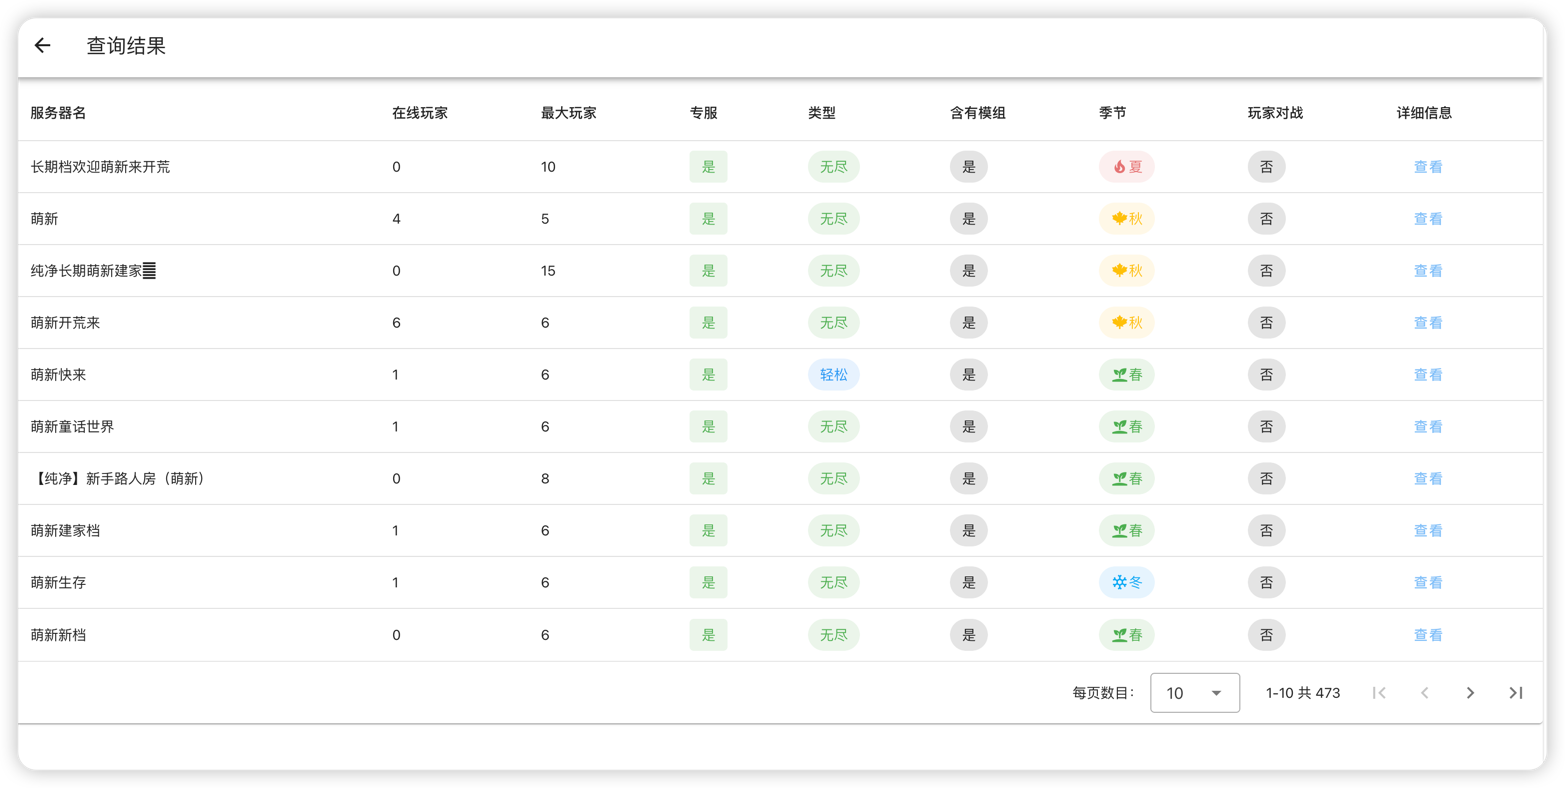 查询结果
服务器名 在线玩家 最大玩家 专服 类型 含有模组 季节 玩家对战 详细信息
长期档欢迎萌新来开荒 0 10 是 无尽 是 夏 否 查看
萌新 4 5 是 无尽 是 秋 否 查看
纯净长期萌新建家 0 15 是 无尽 是 秋 否 查看
萌新开荒来 6 6 是 无尽 是 秋 否 查看
萌新快来 1 6 是 轻松 是 春 否 查看
萌新童话世界 1 6 是 无尽 是 春 否 查看
【纯净】新手路人房（萌新） 0 8 是 无尽 是 春 否 查看
萌新建家档 1 6 是 无尽 是 春 否 查看
萌新生存 1 6 是 无尽 是 冬 否 查看
萌新新档 0 6 是 无尽 是 春 否 查看
每页数目： 10 1-10 共 473